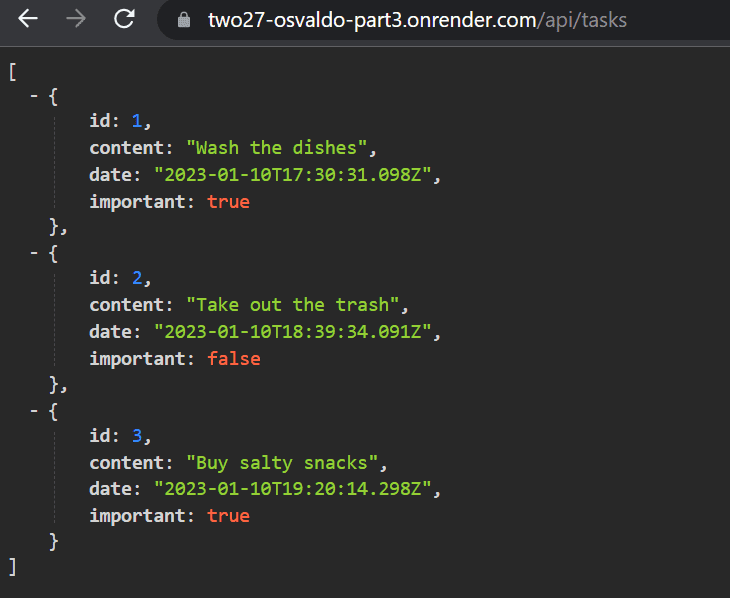 two27-osvaldo-part3.onrender.com/api/tasks
[
- {
id: 1,
content: "Wash the dishes",
date: "2023-01-10T17:30:31.098Z",
important: true
},
- {
id: 2,
content: "Take out the trash",
date: "2023-01-10T18:39:34.091Z",
important: false
},
- {
id: 3,
content: "Buy salty snacks",
date: "2023-01-10T19:20:14.298Z",
important: true
}
]